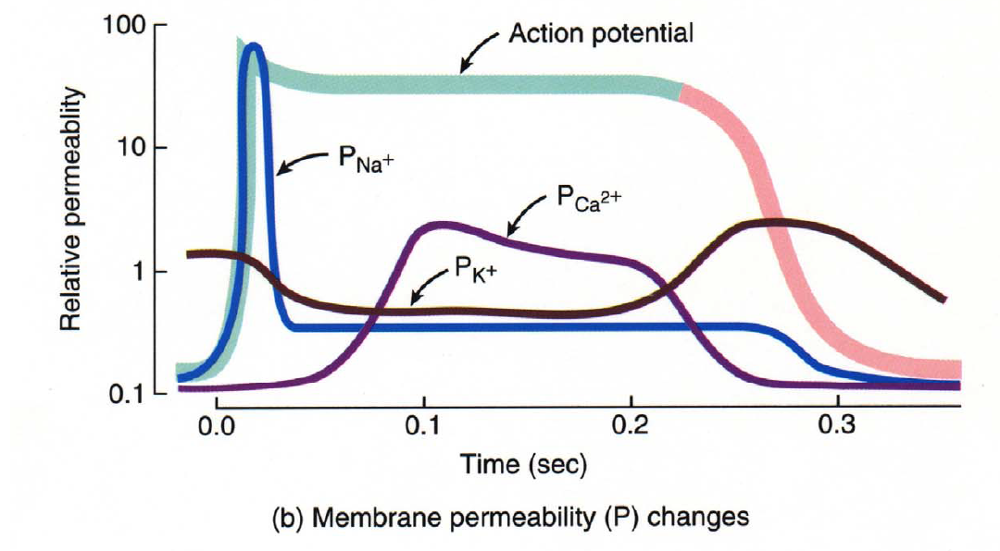 100
Action potential
10
P_Na+
P_Ca2+
1
P_K+
0.1
0.0
0.1
0.2
0.3
Relative permeablity
Time (sec)
(b) Membrane permeability (P) changes